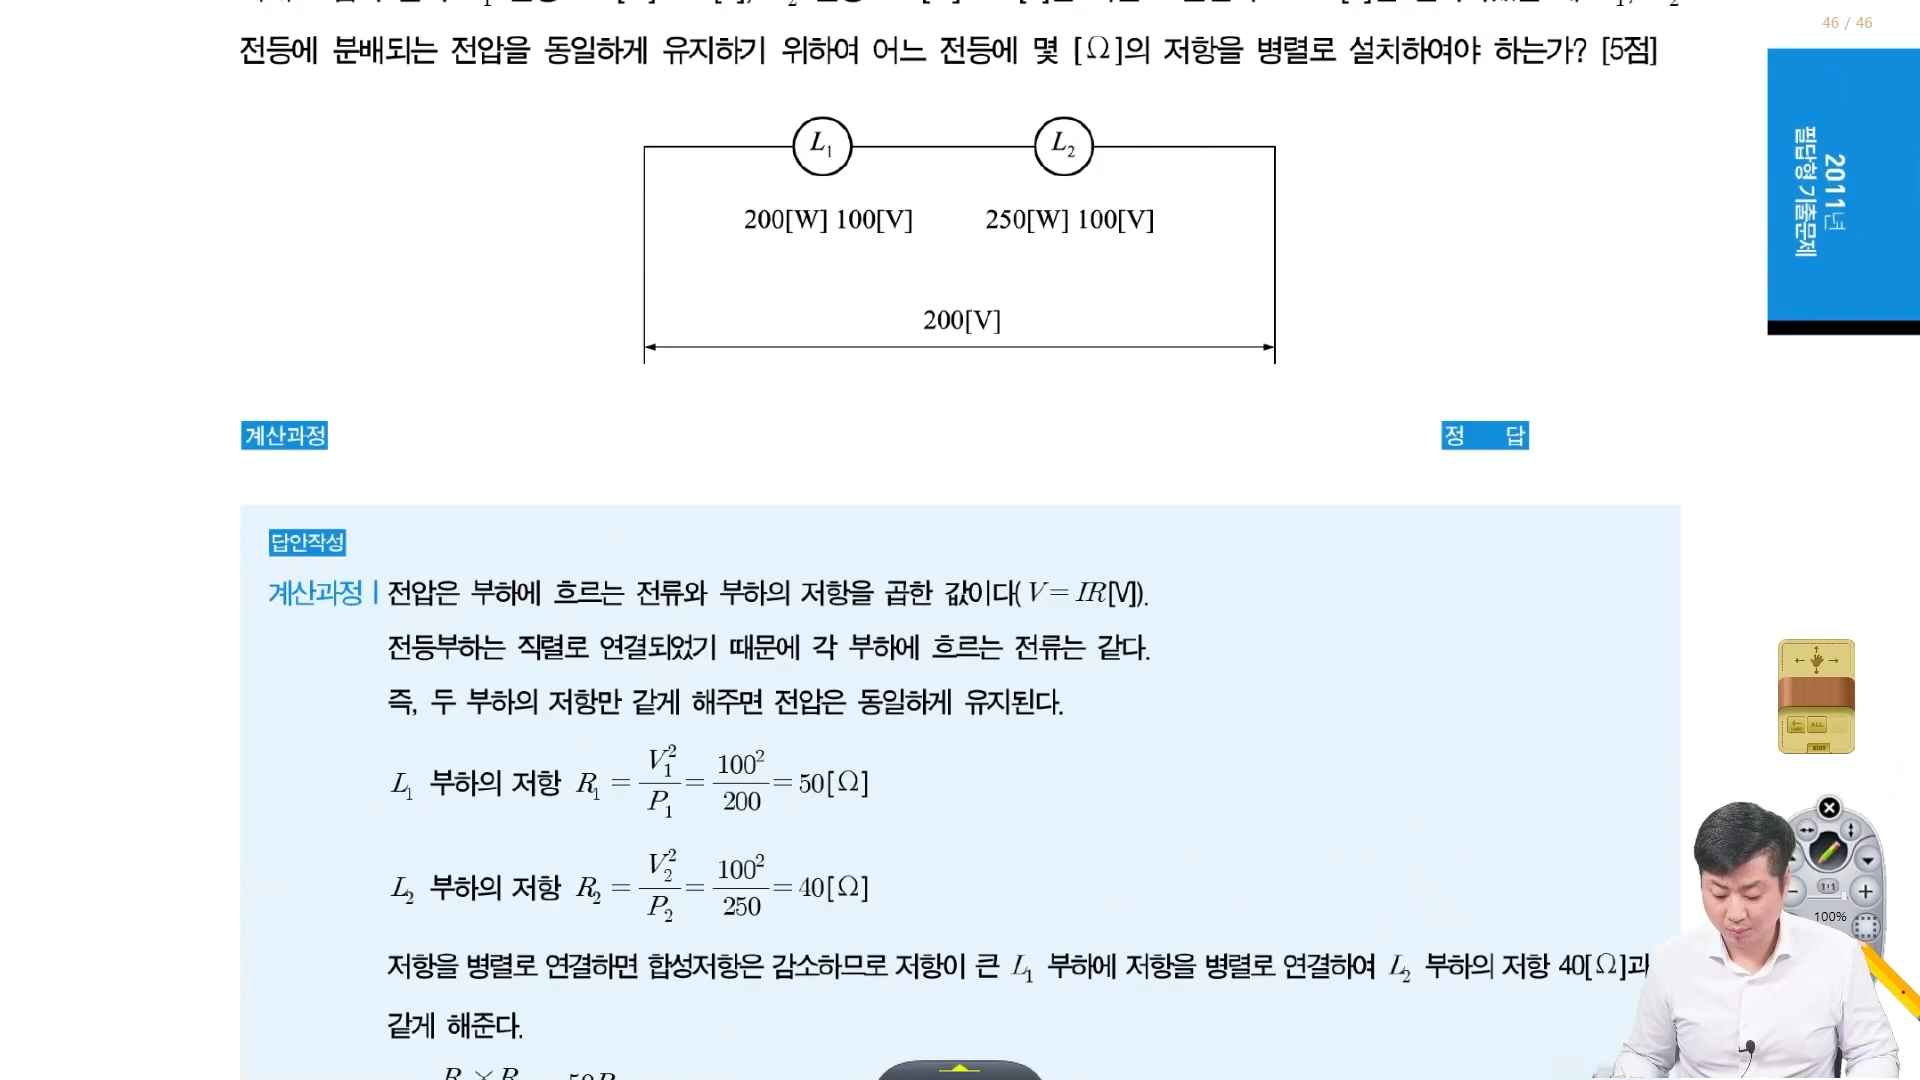 46 / 46
전등에 분배되는 전압을 동일하게 유지하기 위하여 어느 전등에 몇 [Ω]의 저항을 병렬로 설치하여야 하는가? [5점]
2011년
필답형 기출문제
L₁ L₂
200[W] 100[V] 250[W] 100[V]
200[V]
계산과정 정 답
답안작성
계산과정 | 전압은 부하에 흐르는 전류와 부하의 저항을 곱한 값이다(V=IR[V]).
전등부하는 직렬로 연결되었기 때문에 각 부하에 흐르는 전류는 같다.
즉, 두 부하의 저항만 같게 해주면 전압은 동일하게 유지된다.
L₁ 부하의 저항 R₁ = V₁²/P₁ = 100²/200 = 50[Ω]
L₂ 부하의 저항 R₂ = V₂²/P₂ = 100²/250 = 40[Ω]
저항을 병렬로 연결하면 합성저항은 감소하므로 저항이 큰 L₁ 부하에 저항을 병렬로 연결하여 L₂ 부하의 저항 40[Ω]과
같게 해준다.
ALL
EXIT
1:1
100%